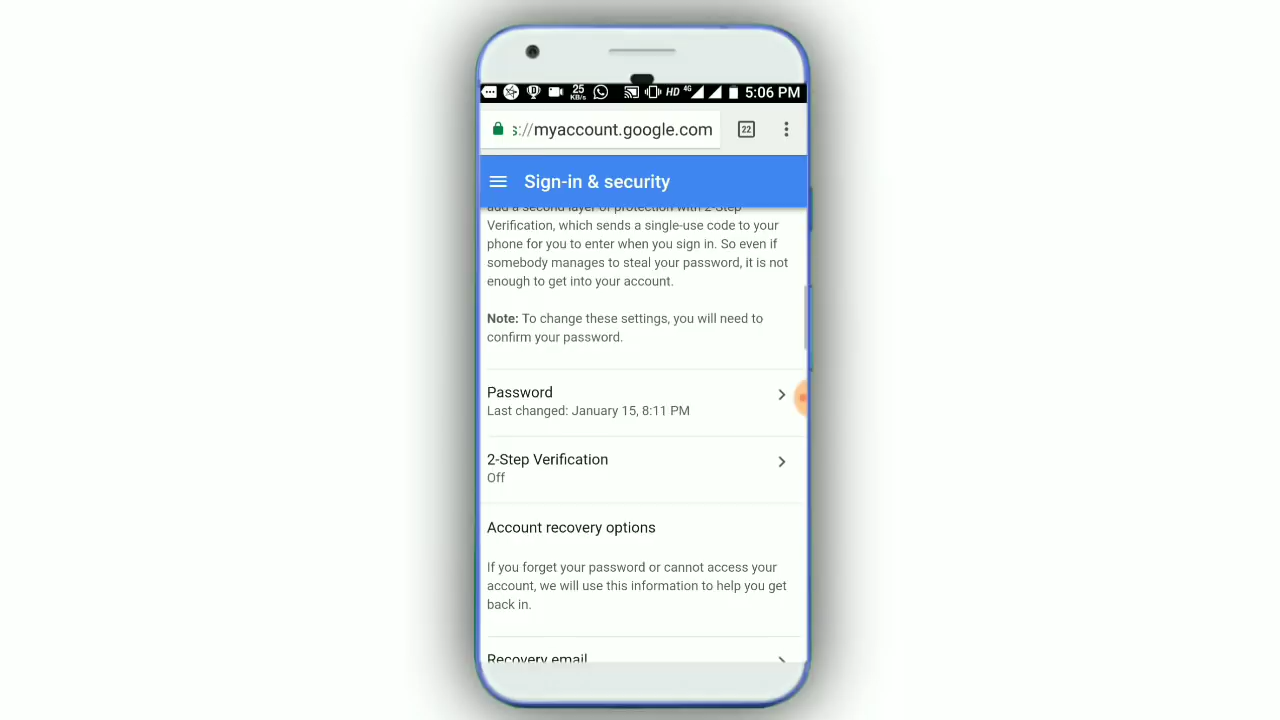 25
KB/s
HD 4G
5:06 PM
s://myaccount.google.com
22
Sign-in & security
add a second layer of protection with 2-Step
Verification, which sends a single-use code to your
phone for you to enter when you sign in. So even if
somebody manages to steal your password, it is not
enough to get into your account.
Note: To change these settings, you will need to
confirm your password.
Password
Last changed: January 15, 8:11 PM
2-Step Verification
Off
Account recovery options
If you forget your password or cannot access your
account, we will use this information to help you get
back in.
Recovery email